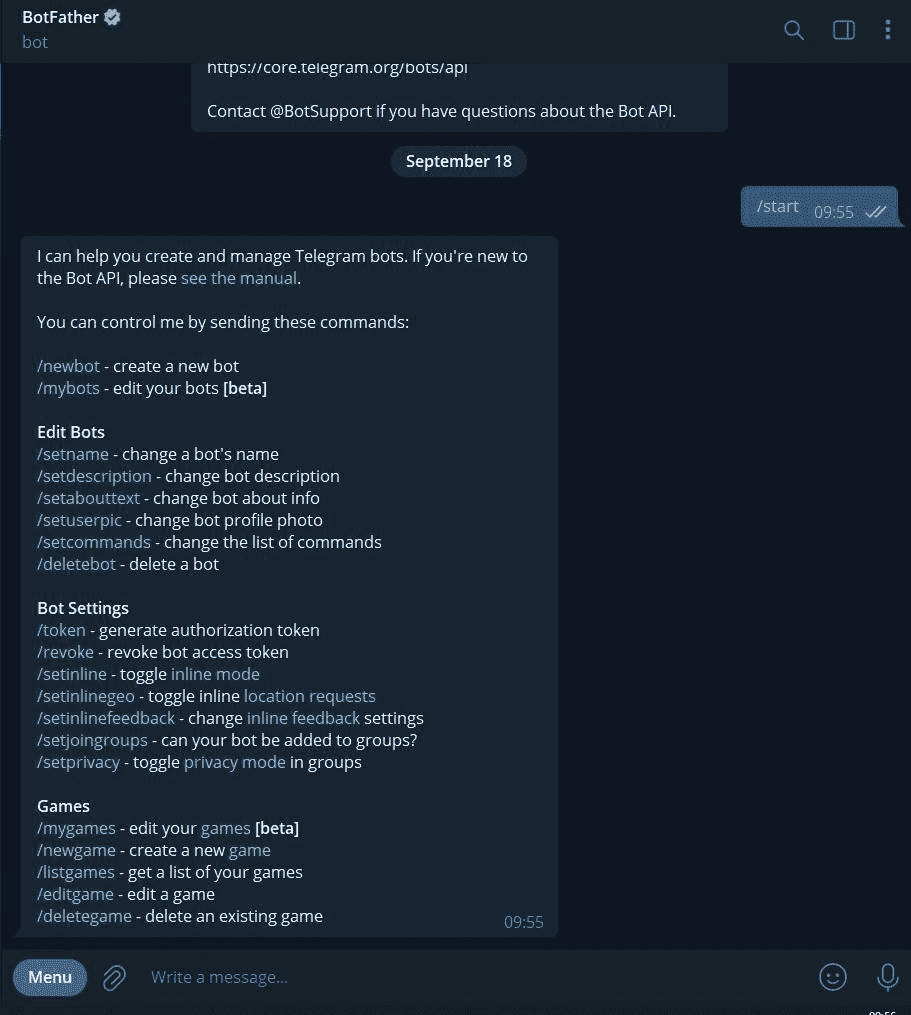 BotFather
bot
https://core.telegram.org/bots/api
Contact @BotSupport if you have questions about the Bot API.
September 18
/start 09:55
I can help you create and manage Telegram bots. If you're new to
the Bot API, please see the manual.
You can control me by sending these commands:
/newbot - create a new bot
/mybots - edit your bots [beta]
Edit Bots
/setname - change a bot's name
/setdescription - change bot description
/setabouttext - change bot about info
/setuserpic - change bot profile photo
/setcommands - change the list of commands
/deletebot - delete a bot
Bot Settings
/token - generate authorization token
/revoke - revoke bot access token
/setinline - toggle inline mode
/setinlinegeo - toggle inline location requests
/setinlinefeedback - change inline feedback settings
/setjoingroups - can your bot be added to groups?
/setprivacy - toggle privacy mode in groups
Games
/mygames - edit your games [beta]
/newgame - create a new game
/listgames - get a list of your games
/editgame - edit a game
/deletegame - delete an existing game
09:55
Menu
Write a message...